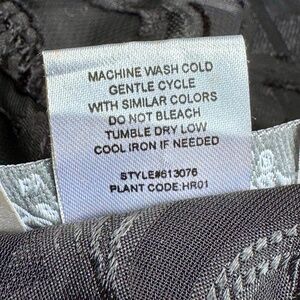 MACHINE WASH COLD
GENTLE CYCLE
WITH SIMILAR COLORS
DO NOT BLEACH
TUMBLE DRY LOW
COOL IRON IF NEEDED
STYLE#613076
PLANT CODE:HR01